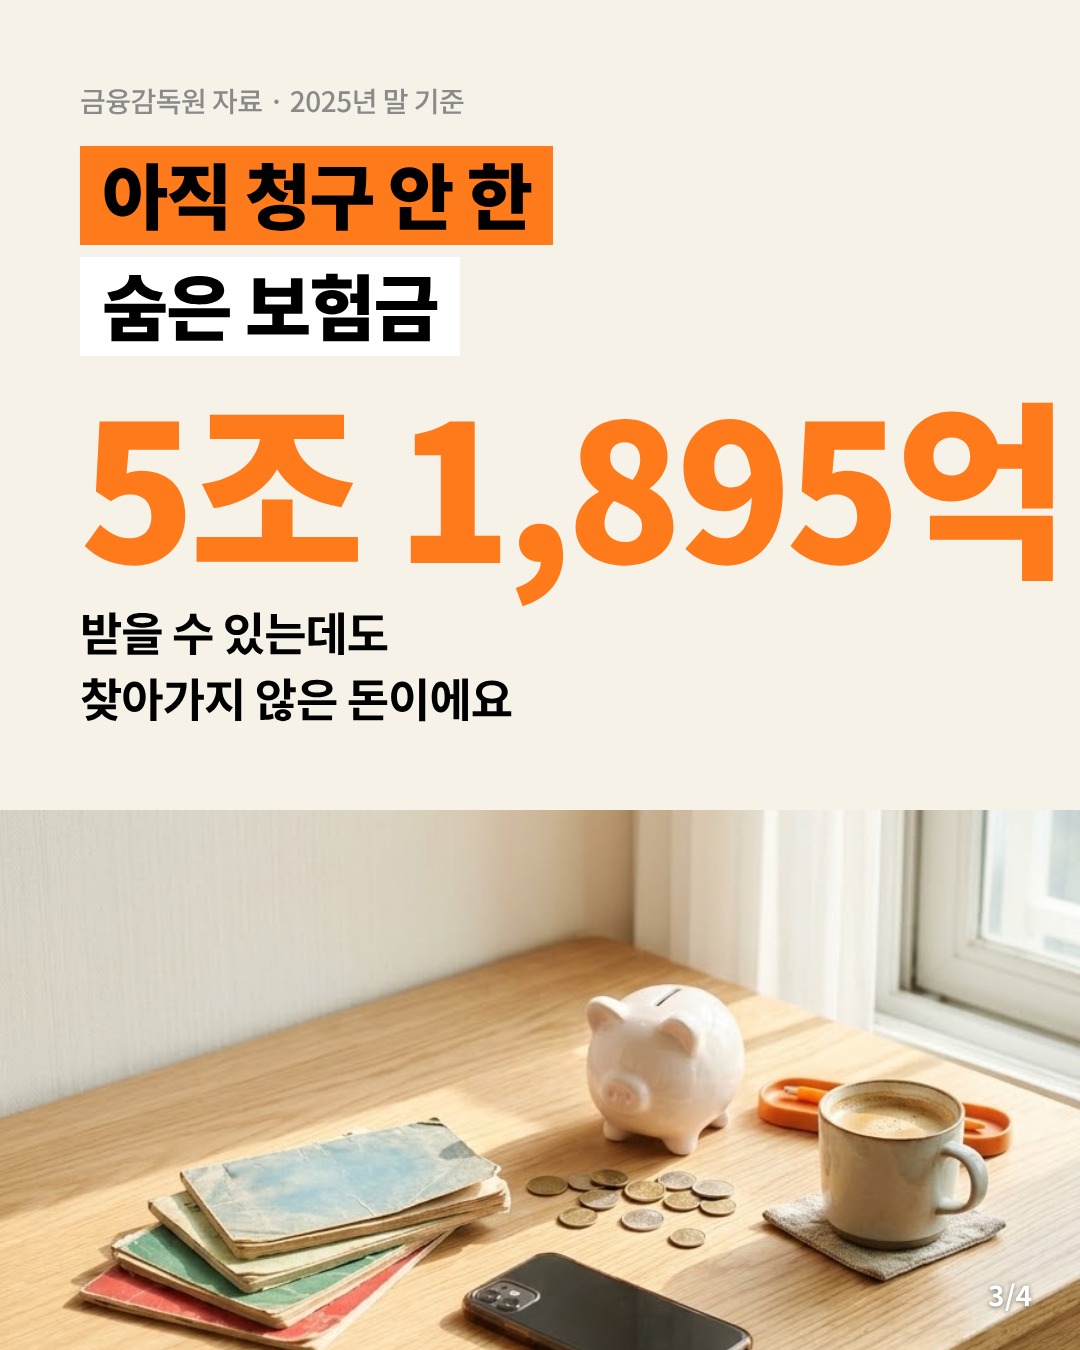 금융감독원 자료 · 2025년 말 기준
아직 청구 안 한
숨은 보험금
5조 1,895억
받을 수 있는데도
찾아가지 않은 돈이에요
3/4